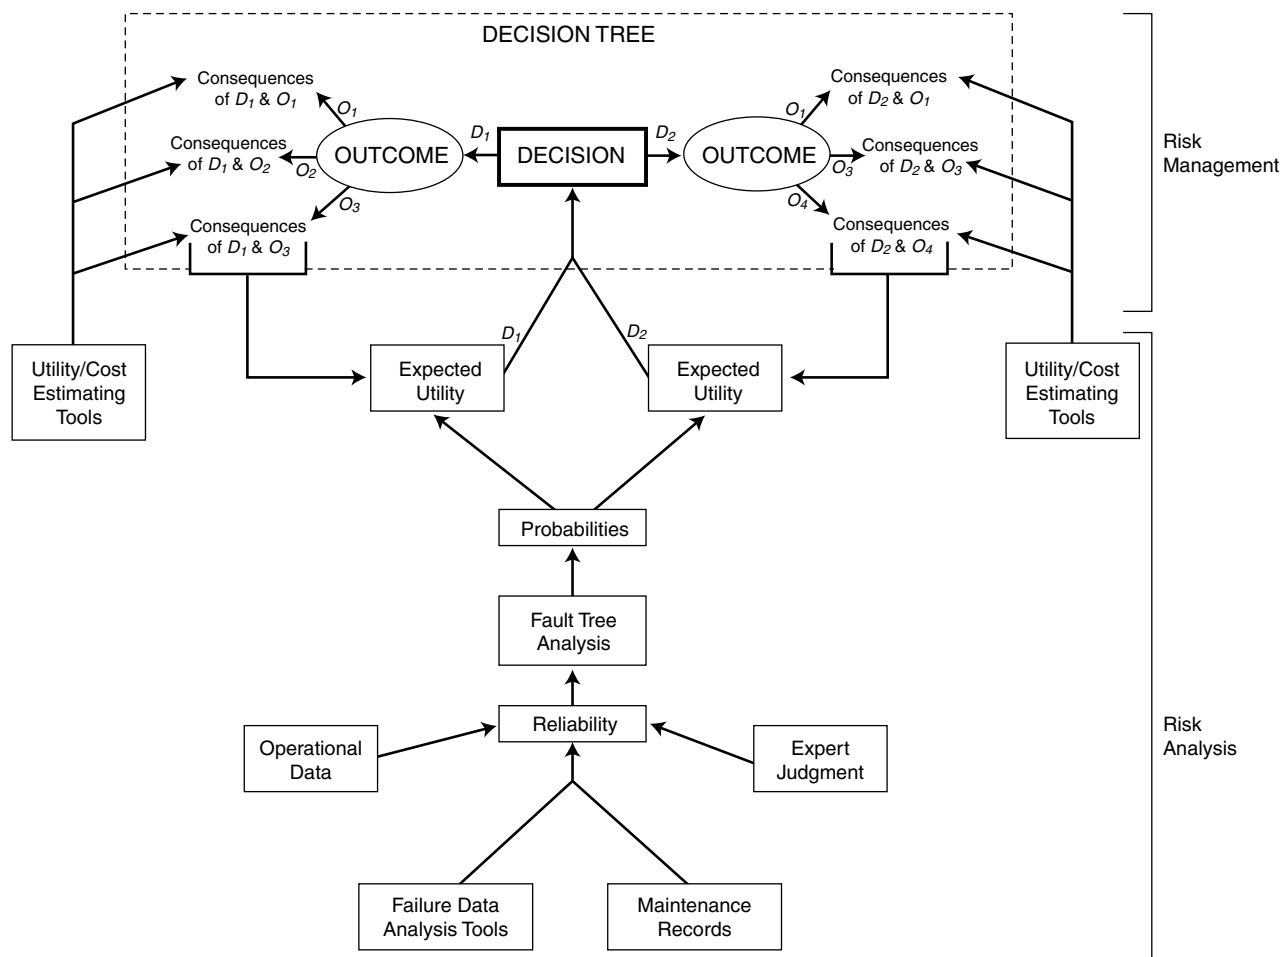 DECISION TREE
Consequences
of D₁ & O₁
O₁
Consequences
of D₁ & O₂
O₂
Consequences
of D₁ & O₃
O₃
OUTCOME
D₁
DECISION
D₂
OUTCOME
O₁
Consequences
of D₂ & O₁
O₃
Consequences
of D₂ & O₃
O₄
Consequences
of D₂ & O₄
Risk
Management
Utility/Cost
Estimating
Tools
Expected
Utility
D₁
D₂
Expected
Utility
Utility/Cost
Estimating
Tools
Probabilities
Fault Tree
Analysis
Reliability
Operational
Data
Expert
Judgment
Risk
Analysis
Failure Data
Analysis Tools
Maintenance
Records